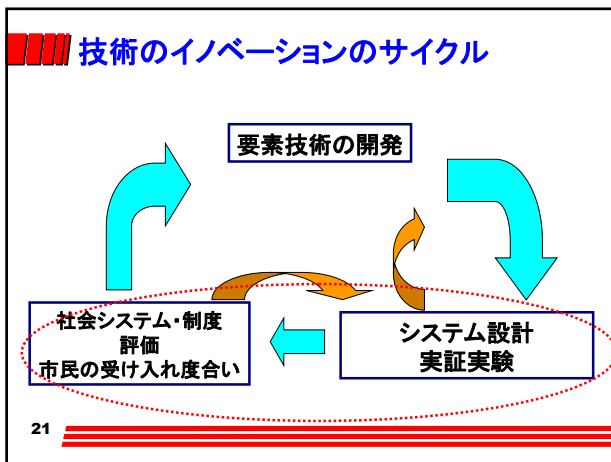 技術のイノベーションのサイクル
要素技術の開発
社会システム・制度
評価
市民の受け入れ度合い
システム設計
実証実験
21